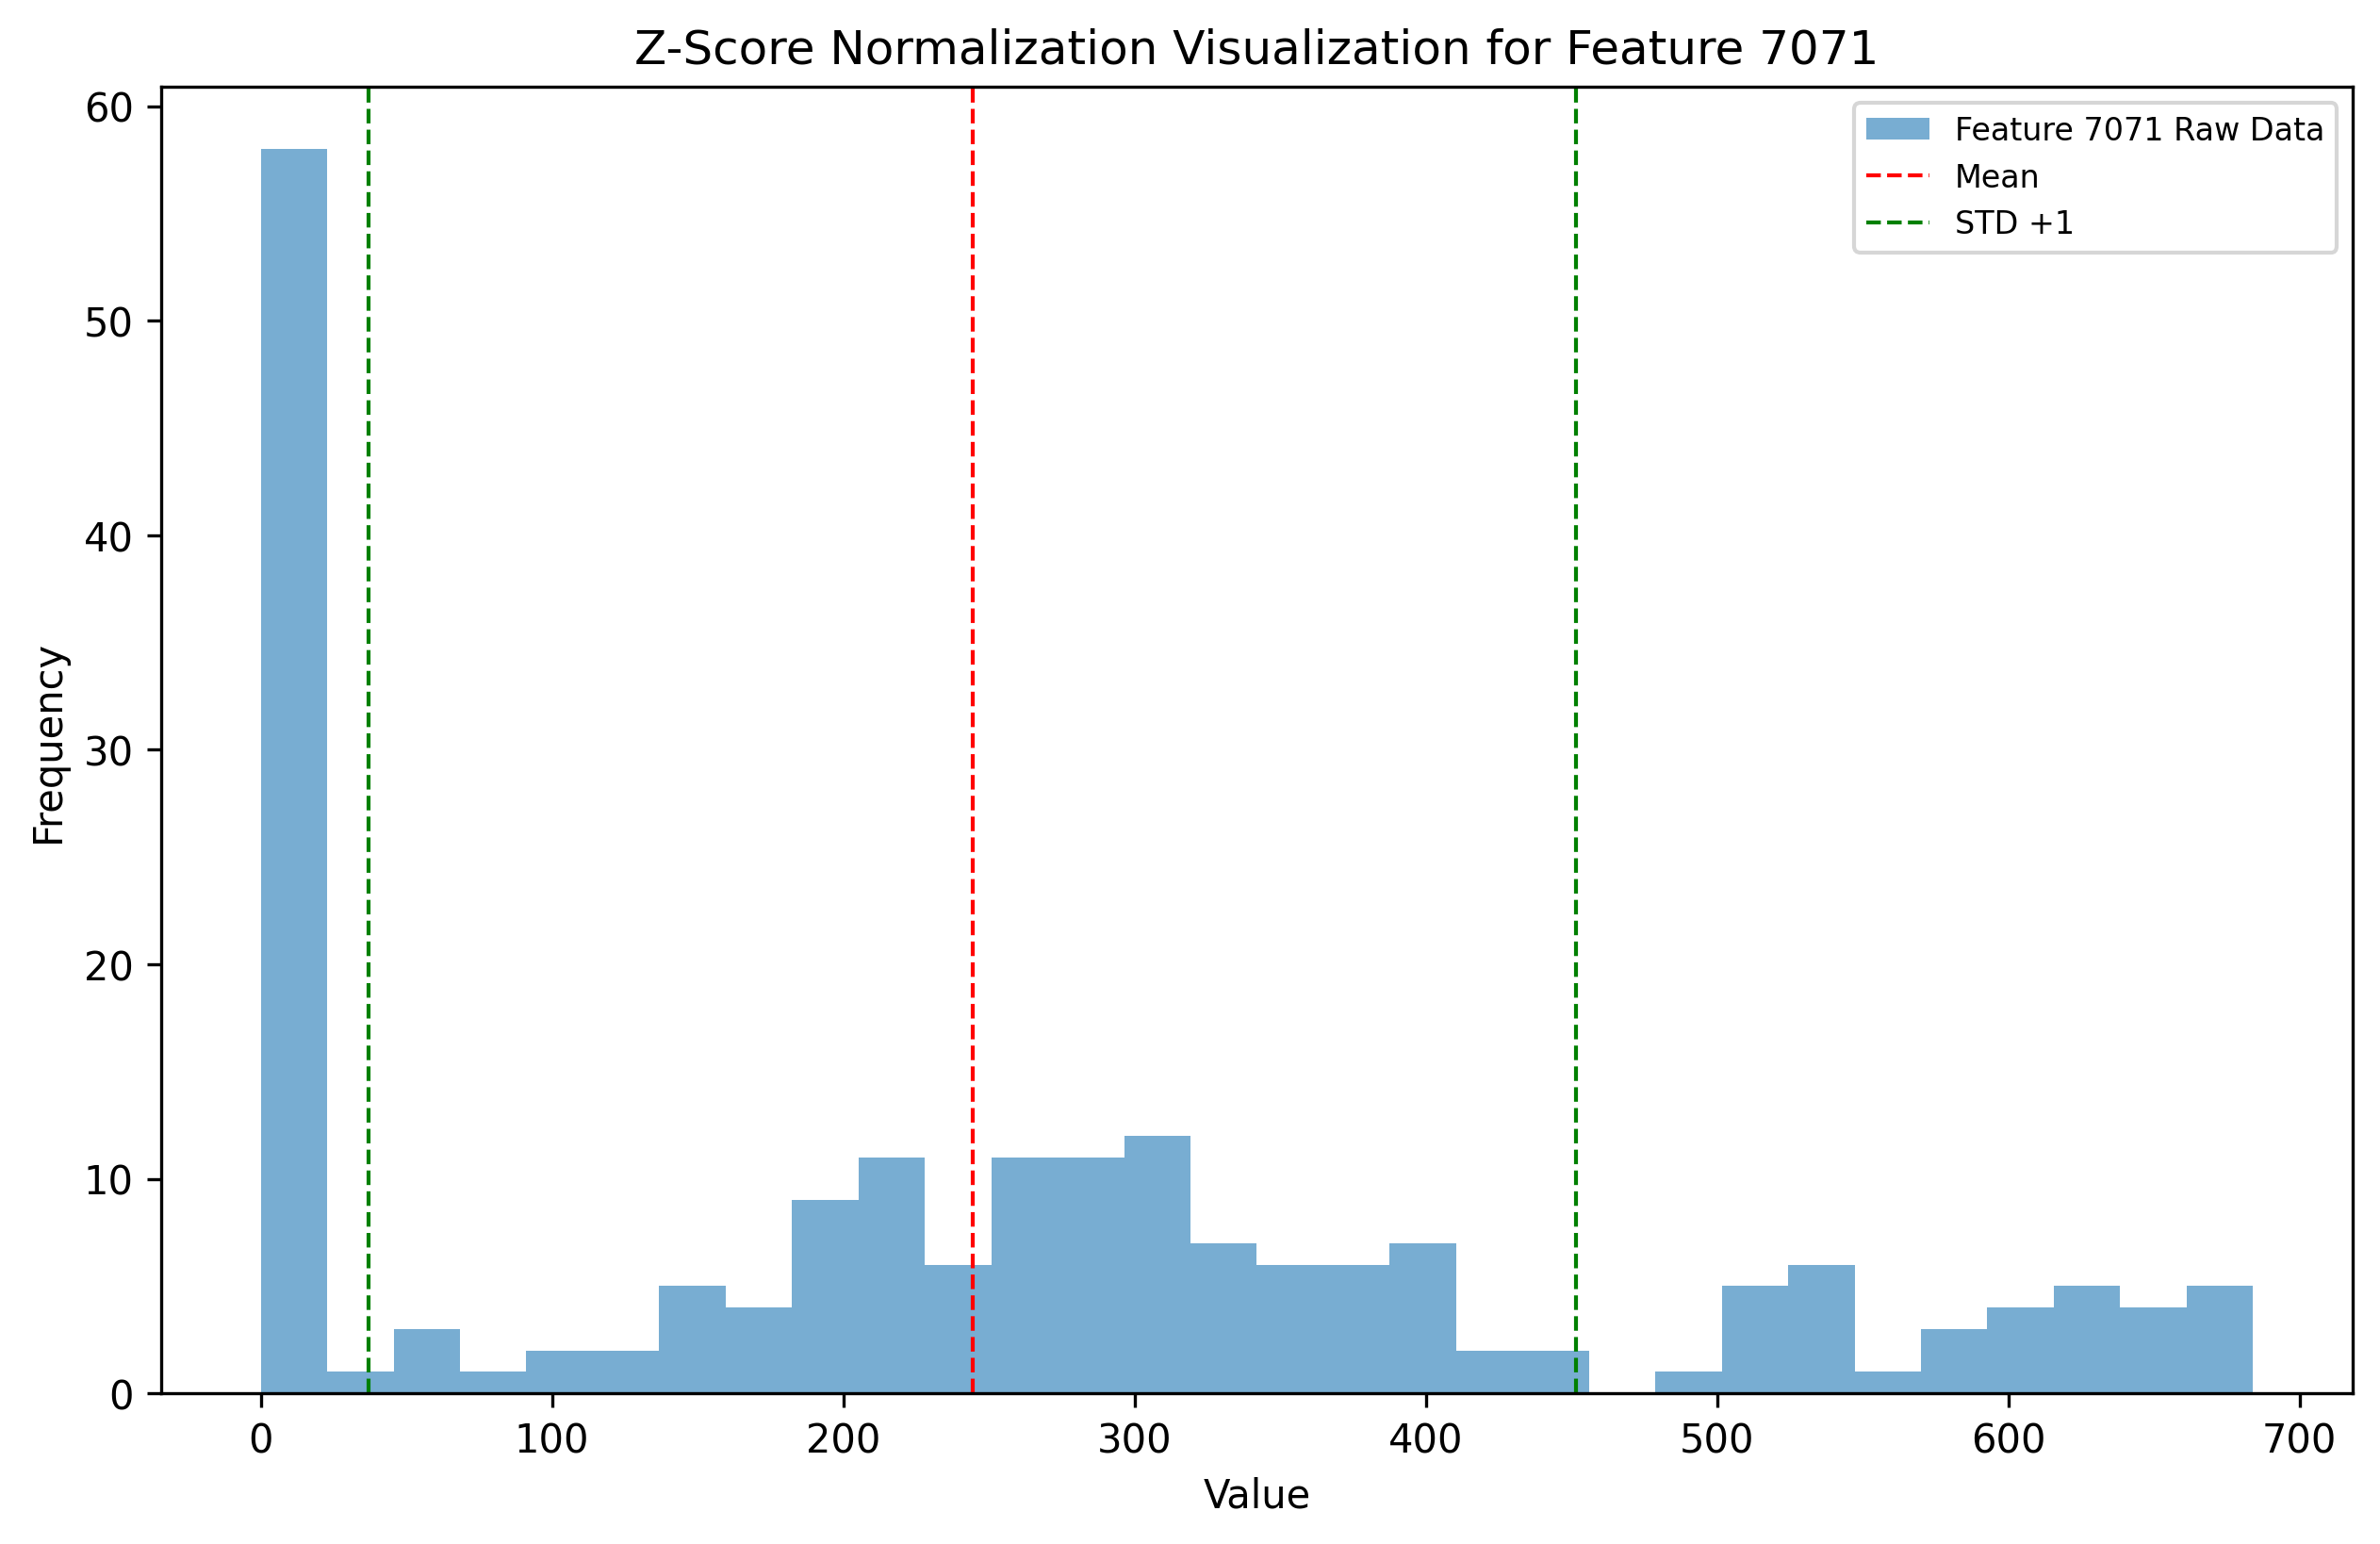 Z-Score Normalization Visualization for Feature 7071
Feature 7071 Raw Data
Mean
STD +1
60
50
40
30
20
10
0
Frequency
0 100 200 300 400 500 600 700
Value